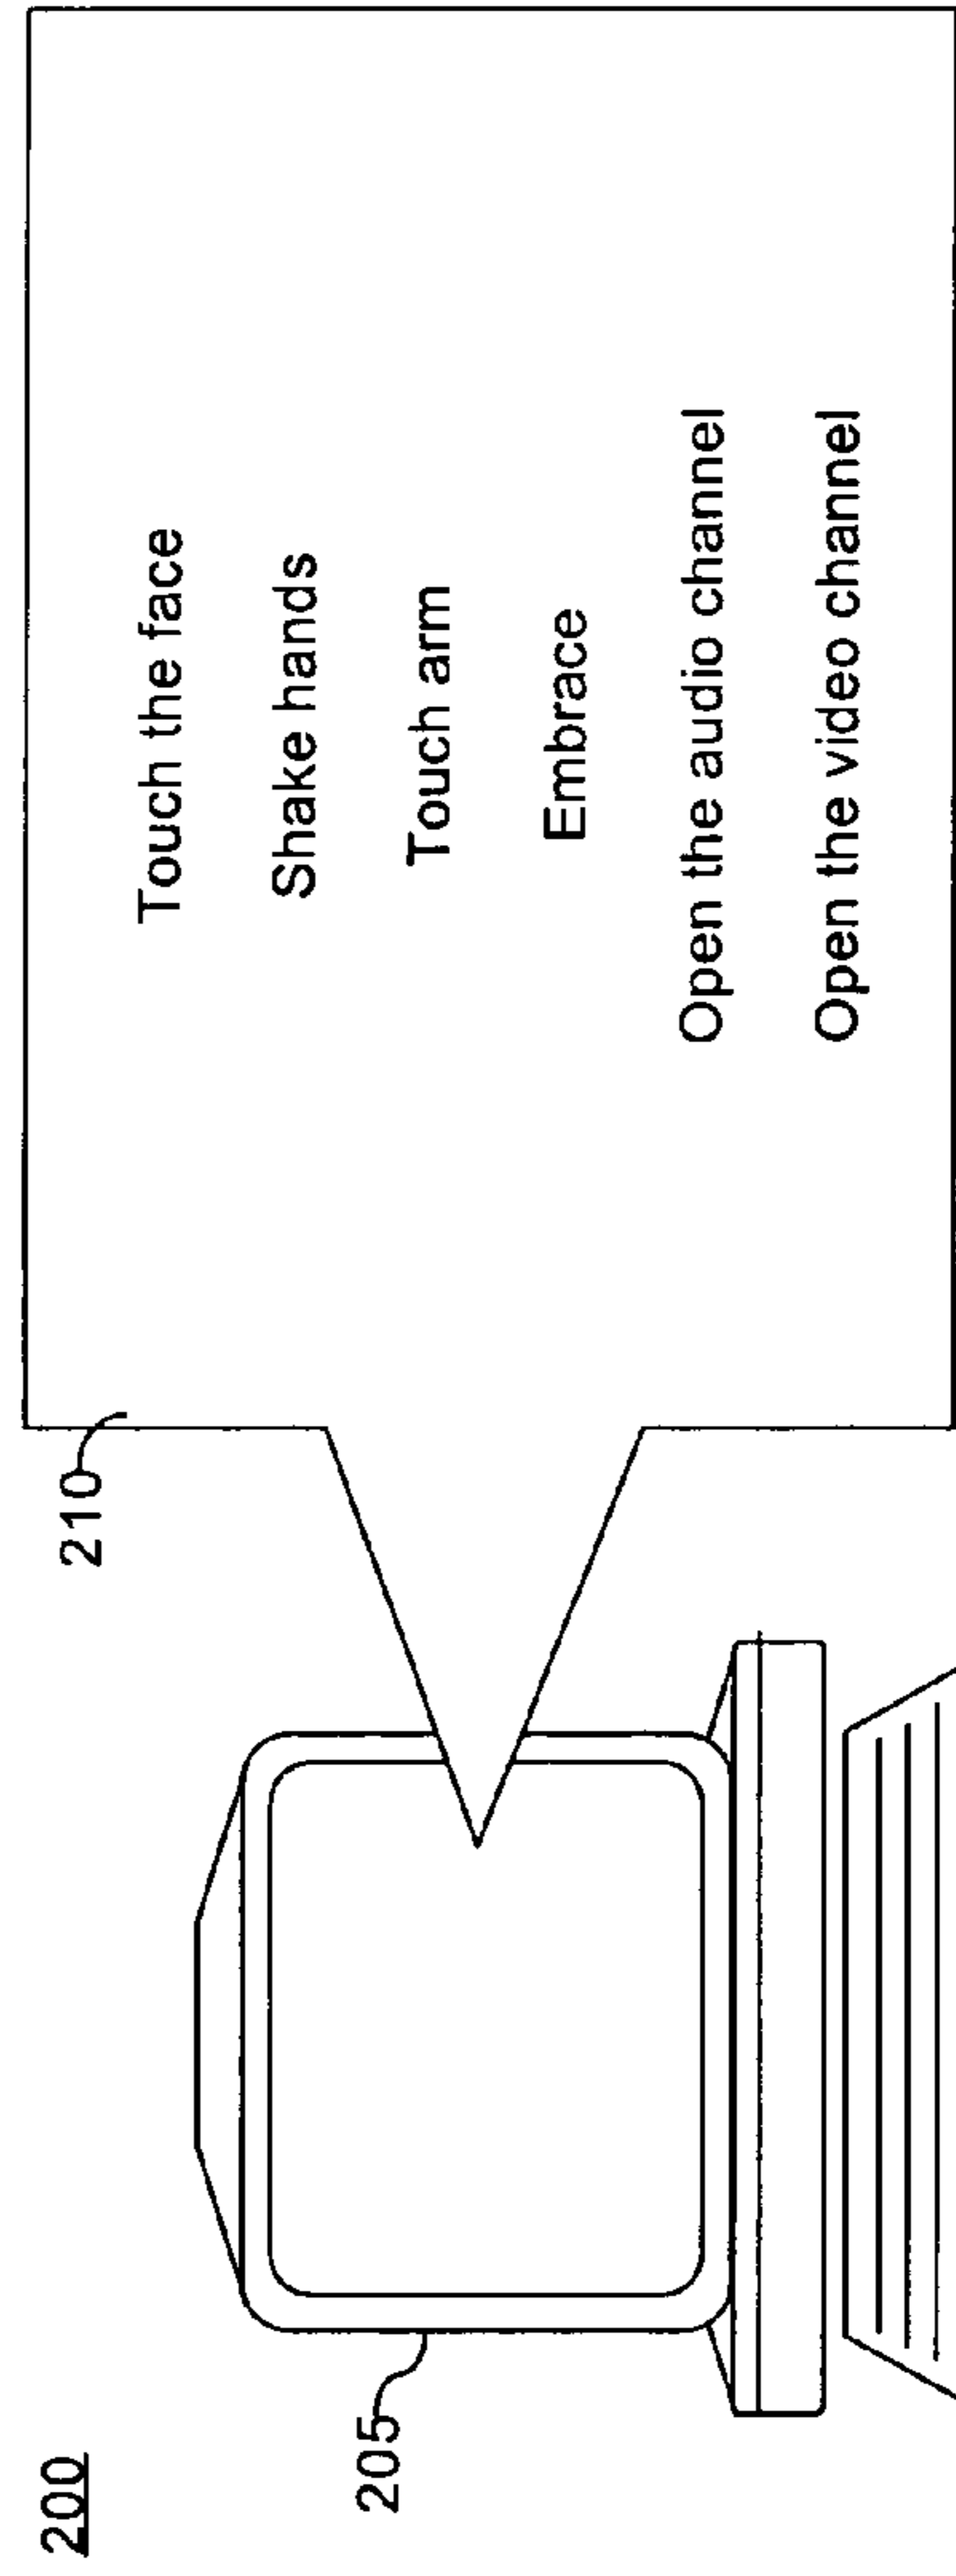 200
205
210
Touch the face
Shake hands
Touch arm
Embrace
Open the audio channel
Open the video channel